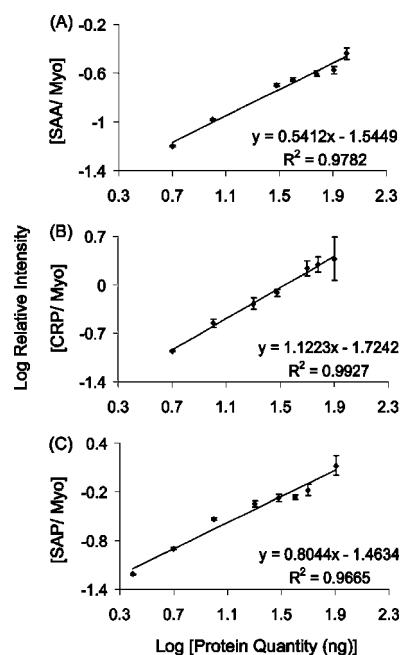 (A)
-0.2
-0.6
-1
-1.4
[SAA/ Myo]
y = 0.5412x - 1.5449
R² = 0.9782
0.3 0.7 1.1 1.5 1.9 2.3
(B)
0.7
0
-0.7
-1.4
Log Relative Intensity
[CRP/ Myo]
y = 1.1223x - 1.7242
R² = 0.9927
0.3 0.7 1.1 1.5 1.9 2.3
(C)
0.4
-0.2
-0.8
-1.4
[SAP/ Myo]
y = 0.8044x - 1.4634
R² = 0.9665
0.3 0.7 1.1 1.5 1.9 2.3
Log [Protein Quantity (ng)]